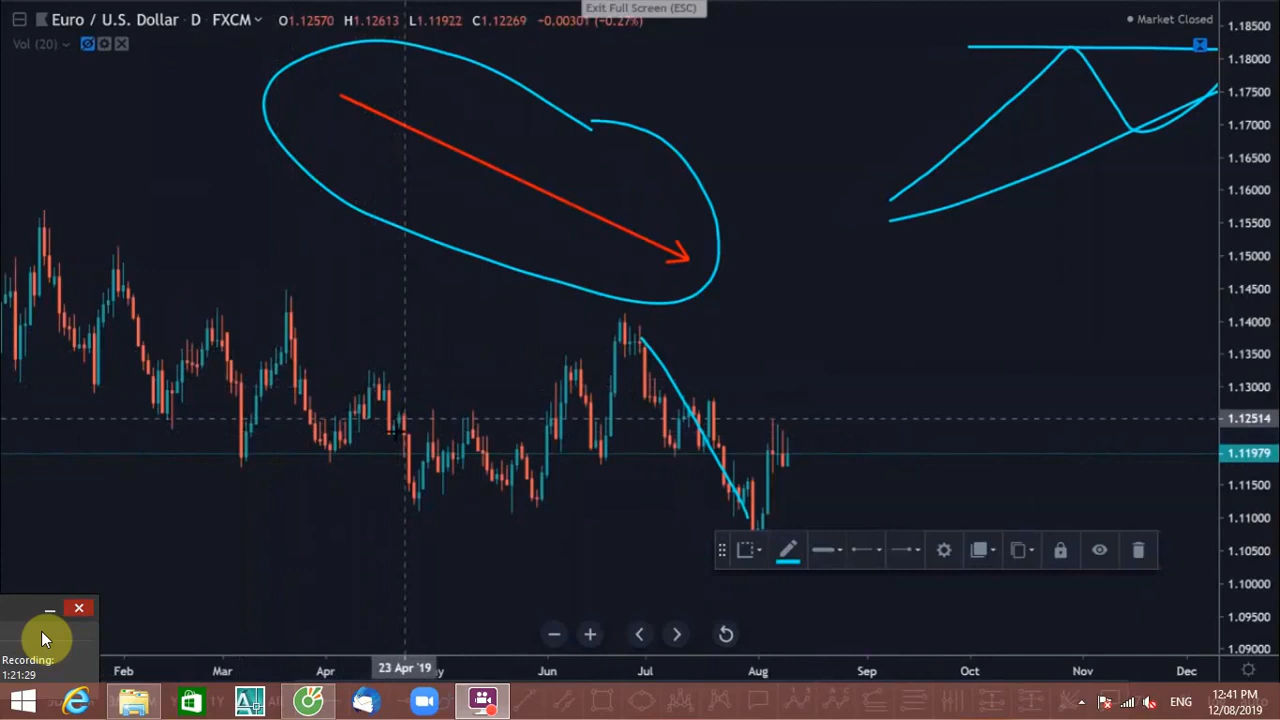 Exit Full Screen (ESC)
Euro / U.S. Dollar D FXCM O1.12570 H1.12613 L1.11922 C1.12269 -0.00301 (-0.27%)
Market Closed
Vol (20)
1.18500
1.18000
1.17500
1.17000
1.16500
1.16000
1.15500
1.15000
1.14500
1.14000
1.13500
1.13000
1.12514
1.11979
1.11500
1.11000
1.10500
1.10000
1.09500
1.09000
Recording:
1:21:29
Feb Mar Apr 23 Apr '19 Jun Jul Aug Sep Oct Nov Dec
ENG
12:41 PM
12/08/2019